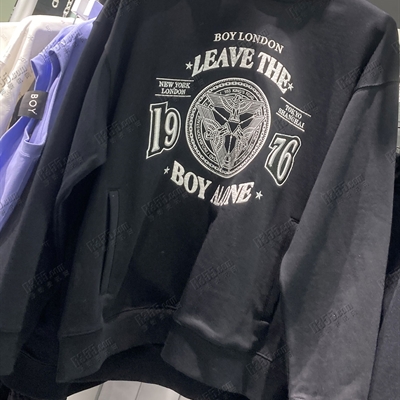 BOY LONDON
LEAVE THE
NEW YORK
LONDON
TOKYO
SHANGHAI
19
76
BOY ALONE
BOY